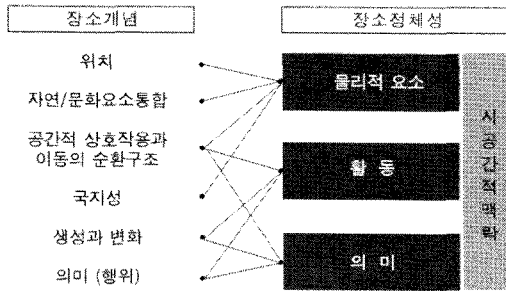 장소개념
장소정체성
위치
자연/문화요소통합
공간적 상호작용과
이동의 순환구조
국지성
생성과 변화
의미 (행위)
물리적 요소
활 동
의 미
시공간적맥락